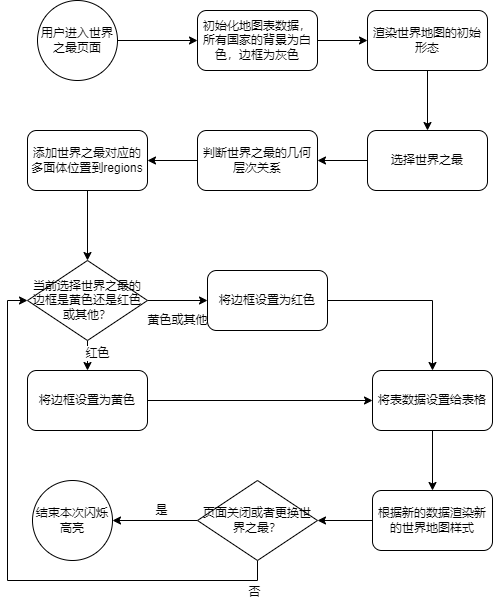 用户进入世界
之最页面
初始化地图表数据，
所有国家的背景为白
色，边框为灰色
渲染世界地图的初始
形态
添加世界之最对应的
多面体位置到regions
判断世界之最的几何
层次关系
选择世界之最
当前选择世界之最的
边框是黄色还是红色
或其他?
黄色或其他
将边框设置为红色
红色
将边框设置为黄色
将表数据设置给表格
结束本次闪烁
高亮
是
页面关闭或者更换世
界之最?
根据新的数据渲染新
的世界地图样式
否